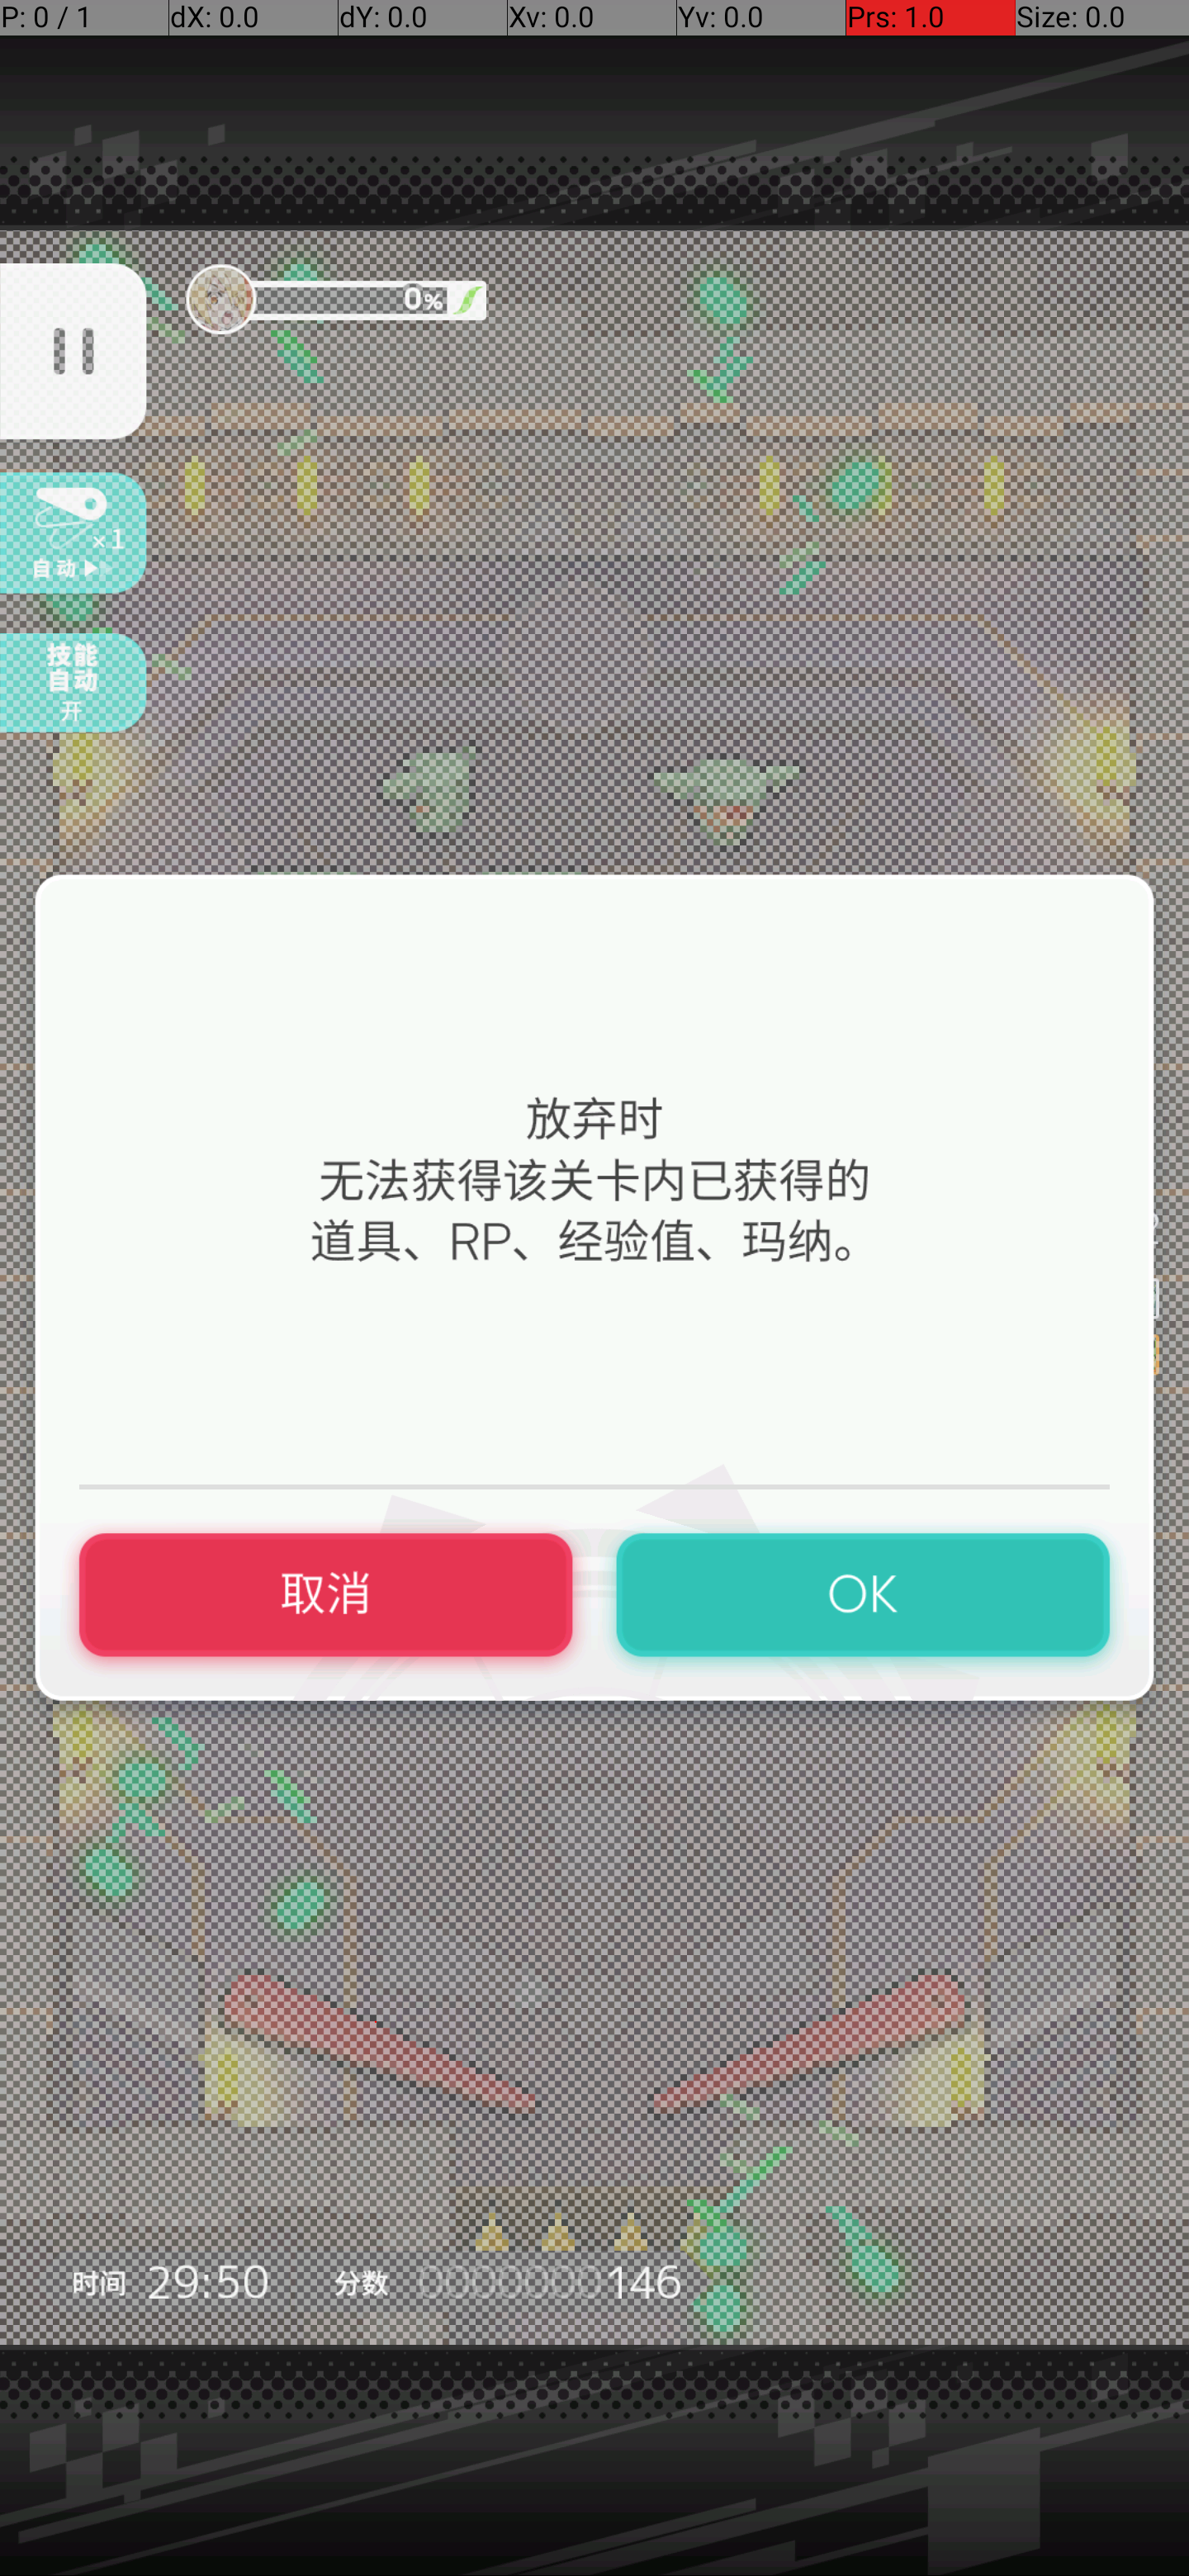 P: 0 / 1 dX: 0.0 dY: 0.0 Xv: 0.0 Yv: 0.0 Prs: 1.0 Size: 0.0
0%
×1
自动
技能
自动
开
放弃时
无法获得该关卡内已获得的
道具、RP、经验值、玛纳。
取消 OK
时间 29:50 分数 0000000146